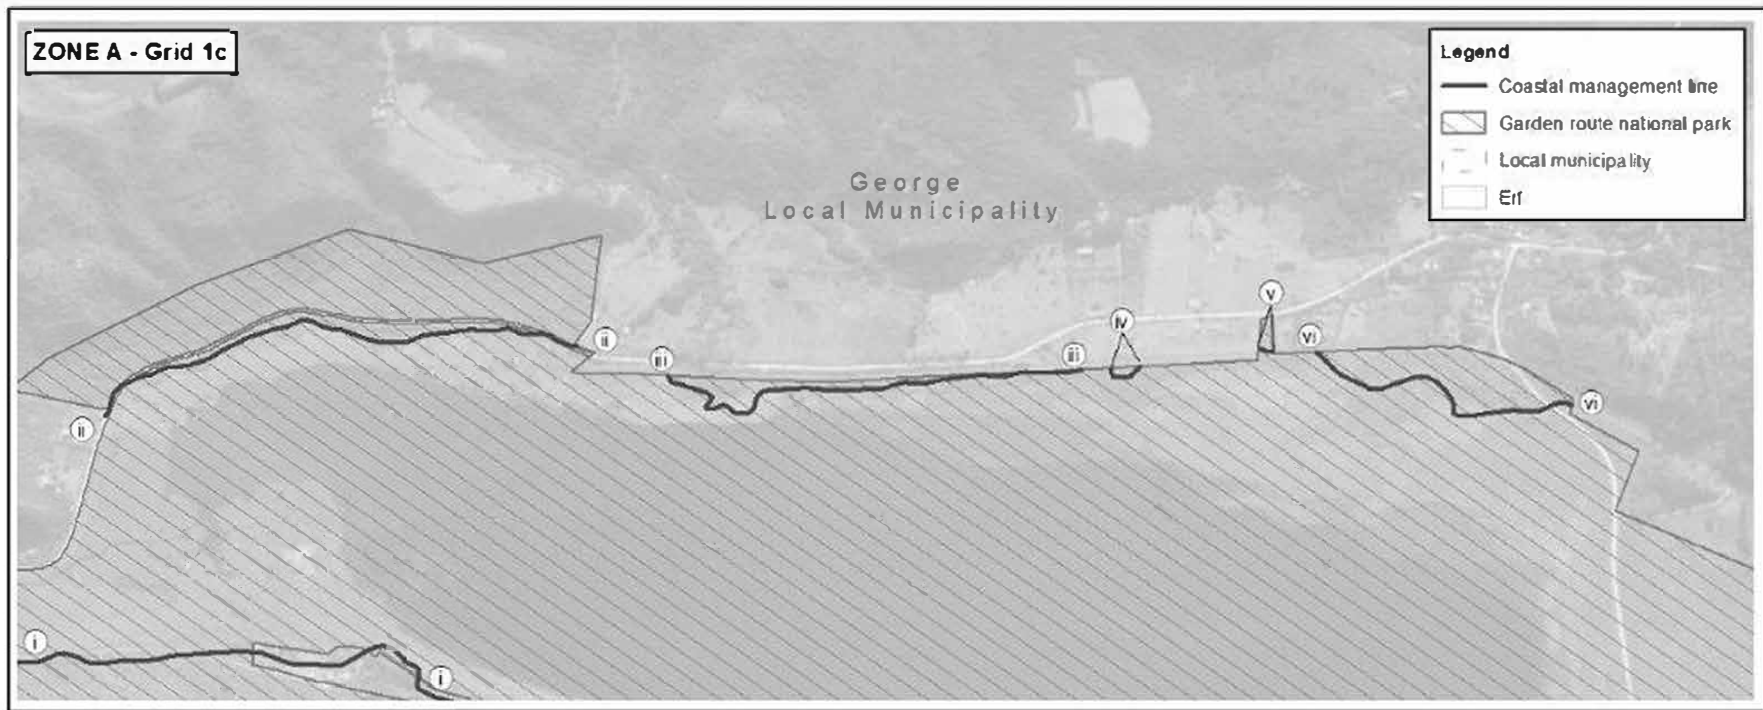 ZONE A - Grid 1c
Legend
Coastal management line
Garden route national park
Local municipality
Erf
George
Local Municipality
v
iv
vi
ii
iii
iii
vi
ii
i
i